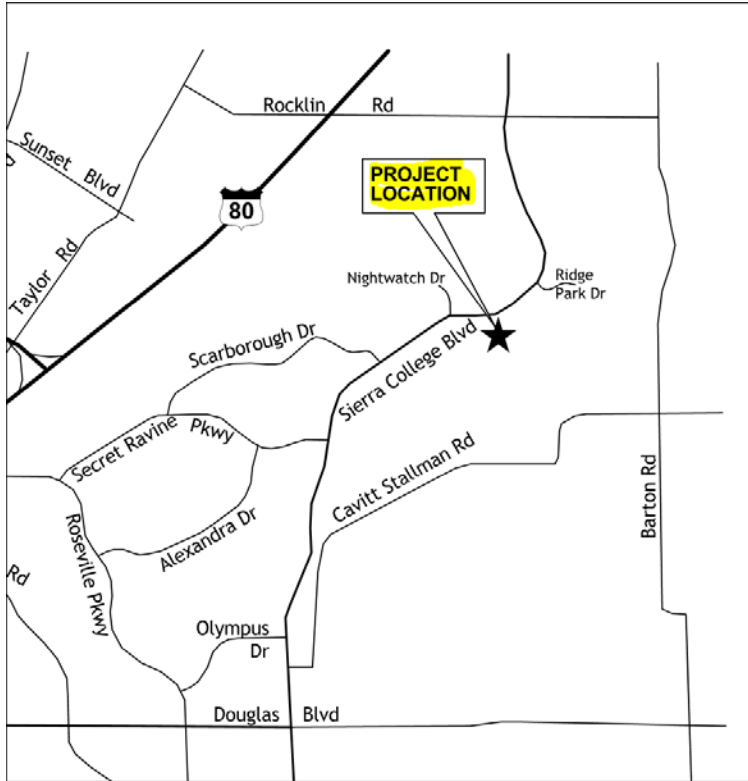 Rocklin Rd
Sunset Blvd
PROJECT
LOCATION
80
Taylor Rd
Nightwatch Dr
Ridge
Park Dr
Scarborough Dr
Sierra College Blvd
Secret Ravine Pkwy
Cavitt Stallman Rd
Barton Rd
Alexandra Dr
Roseville Pkwy
Rd
Olympus
Dr
Douglas Blvd